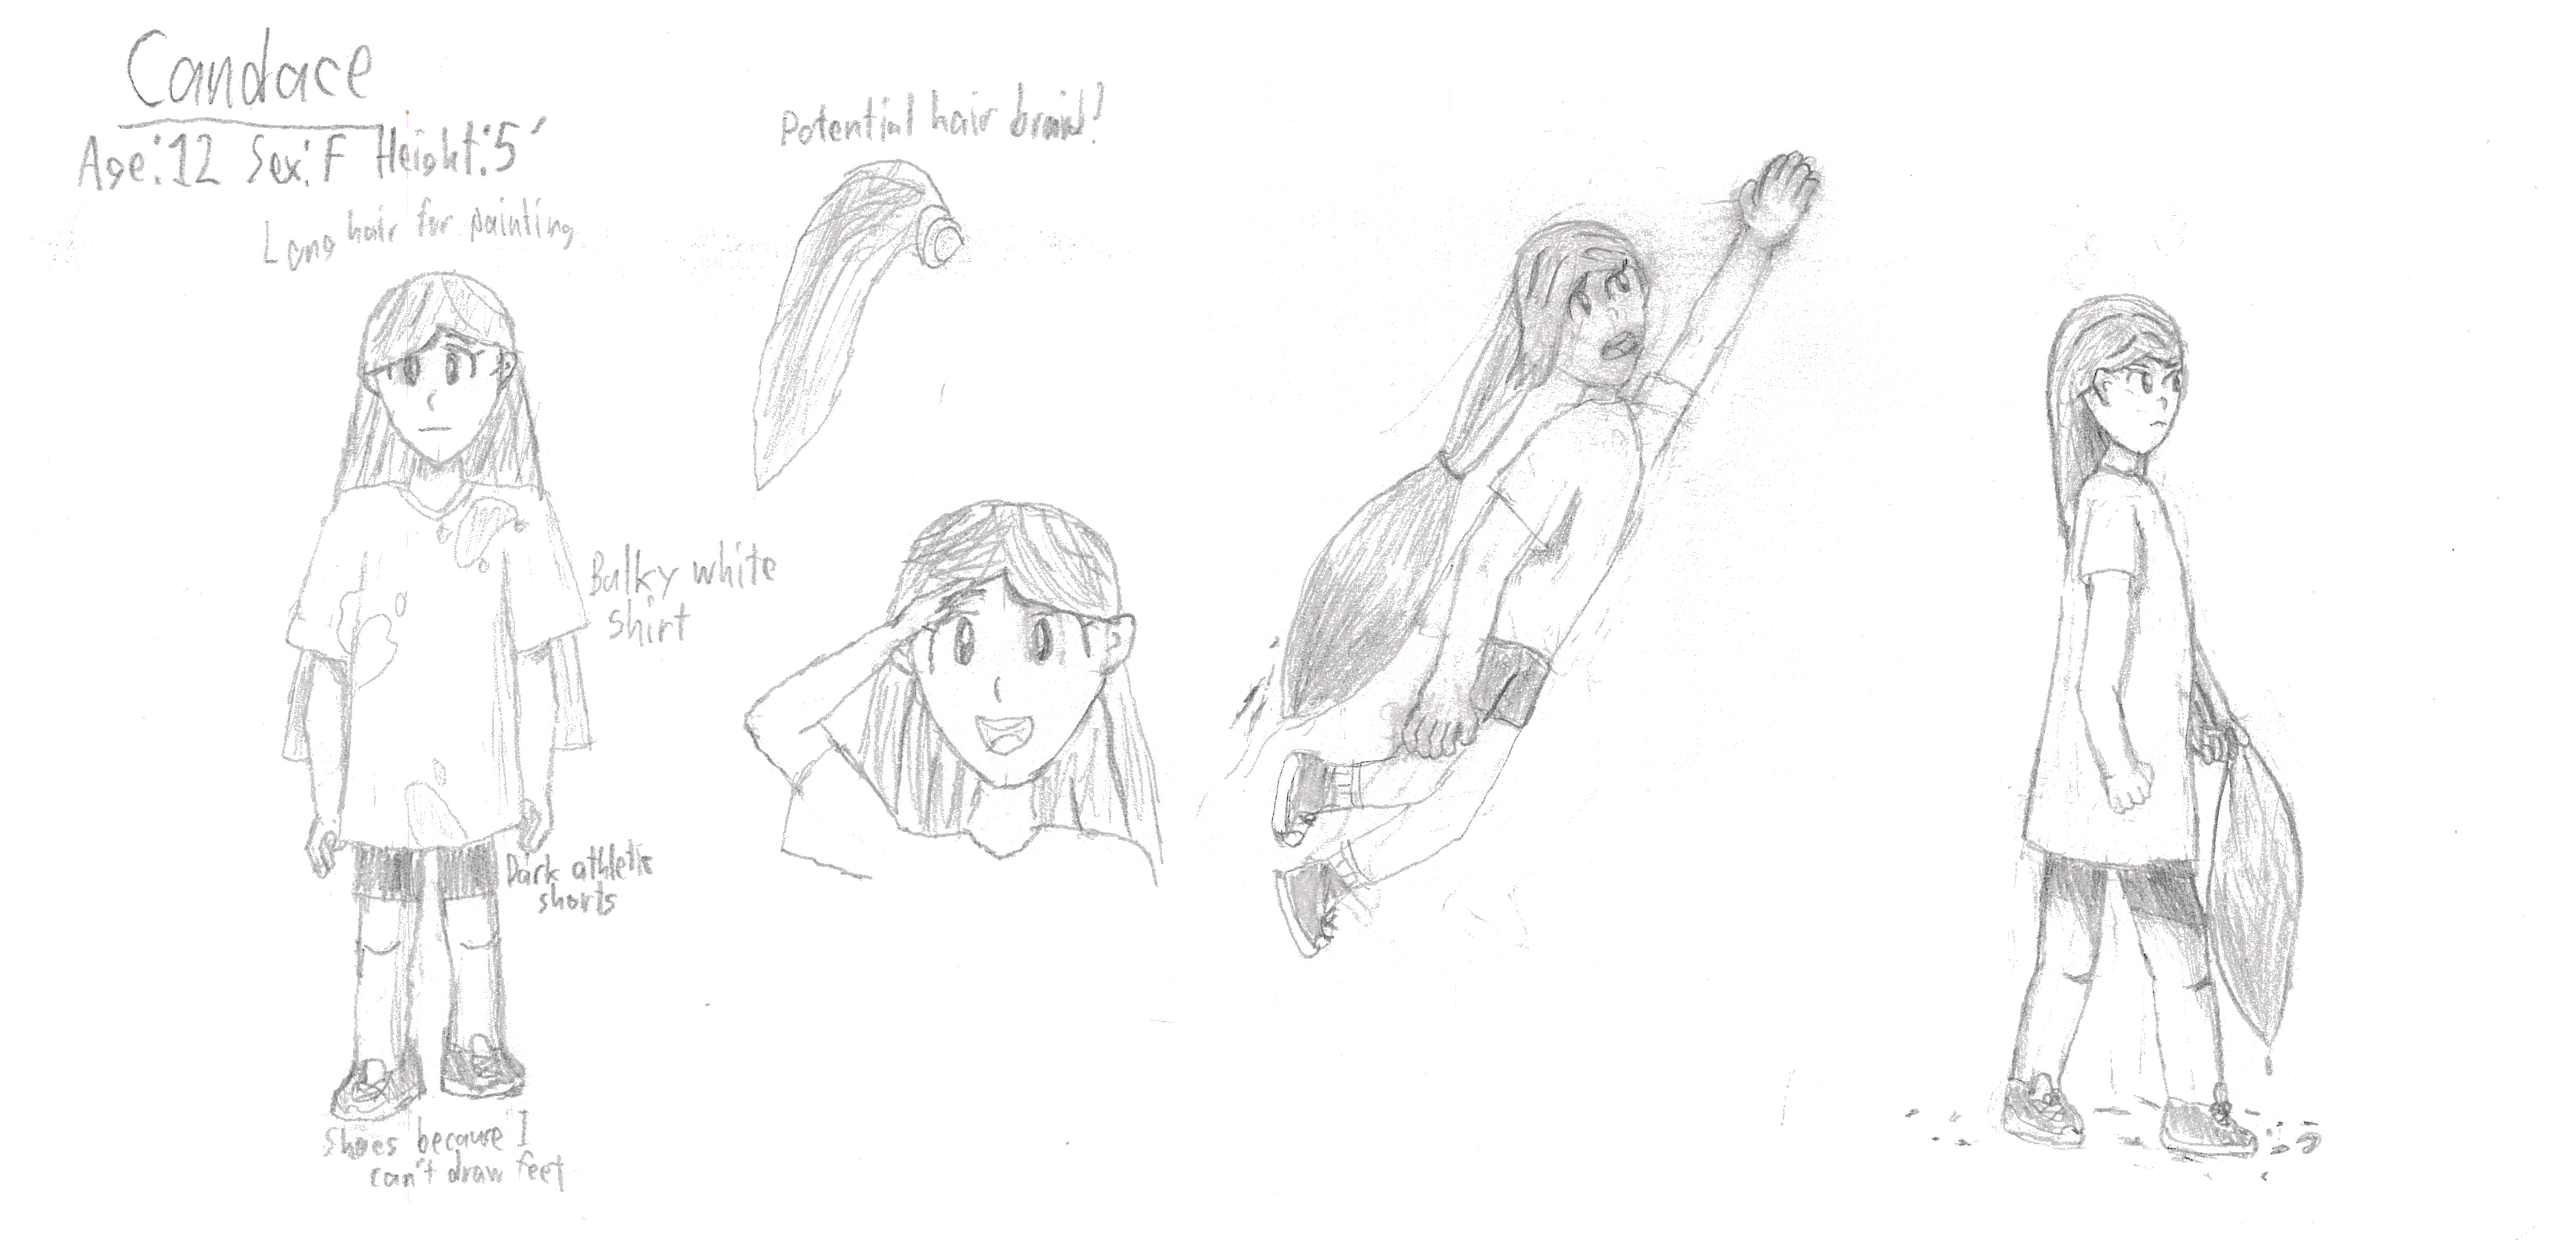 Candace
Age:12 Sex:F Height:5'
Long hair for painting
Potential hair braid?
Bulky white
shirt
Dark athletic
shorts
Shoes because I
can't draw feet